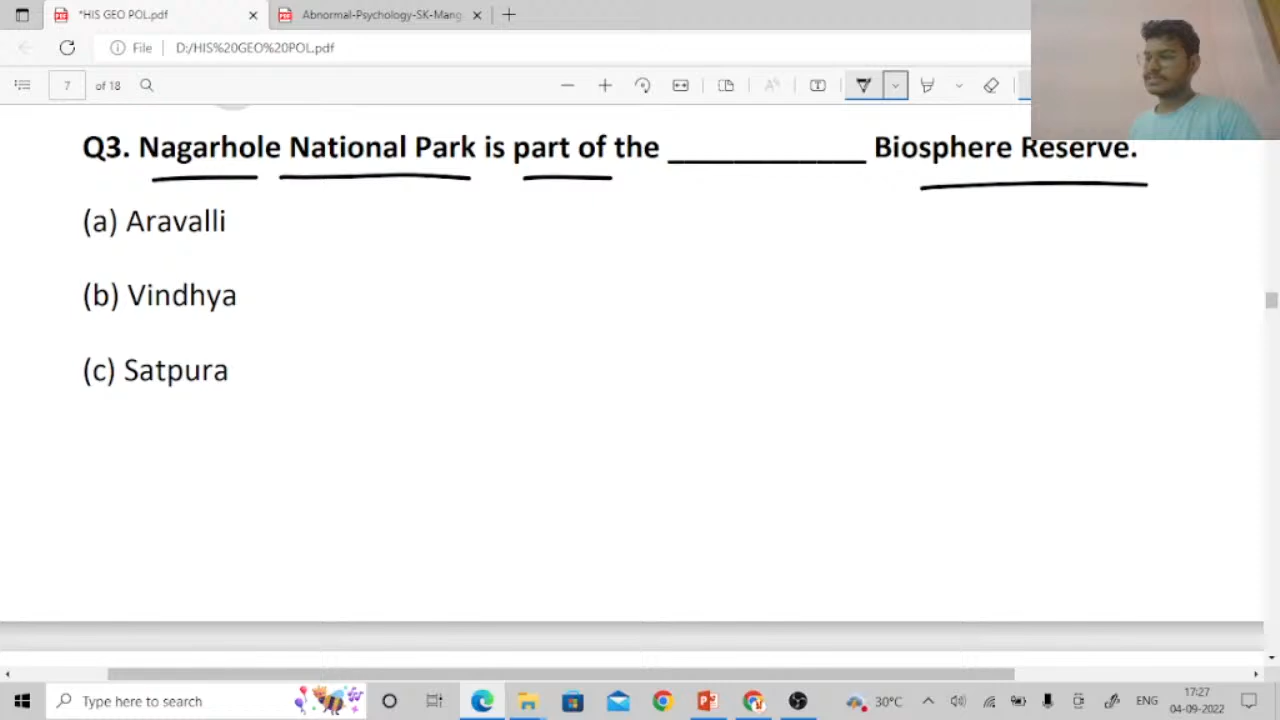 *HIS GEO POL.pdf
Abnormal-Psychology-SK-Mang
File
D:/HIS%20GEO%20POL.pdf
7
of 18
Q3. Nagarhole National Park is part of the ____________ Biosphere Reserve.
(a) Aravalli
(b) Vindhya
(c) Satpura
Type here to search
30°C
ENG
17:27
04-09-2022